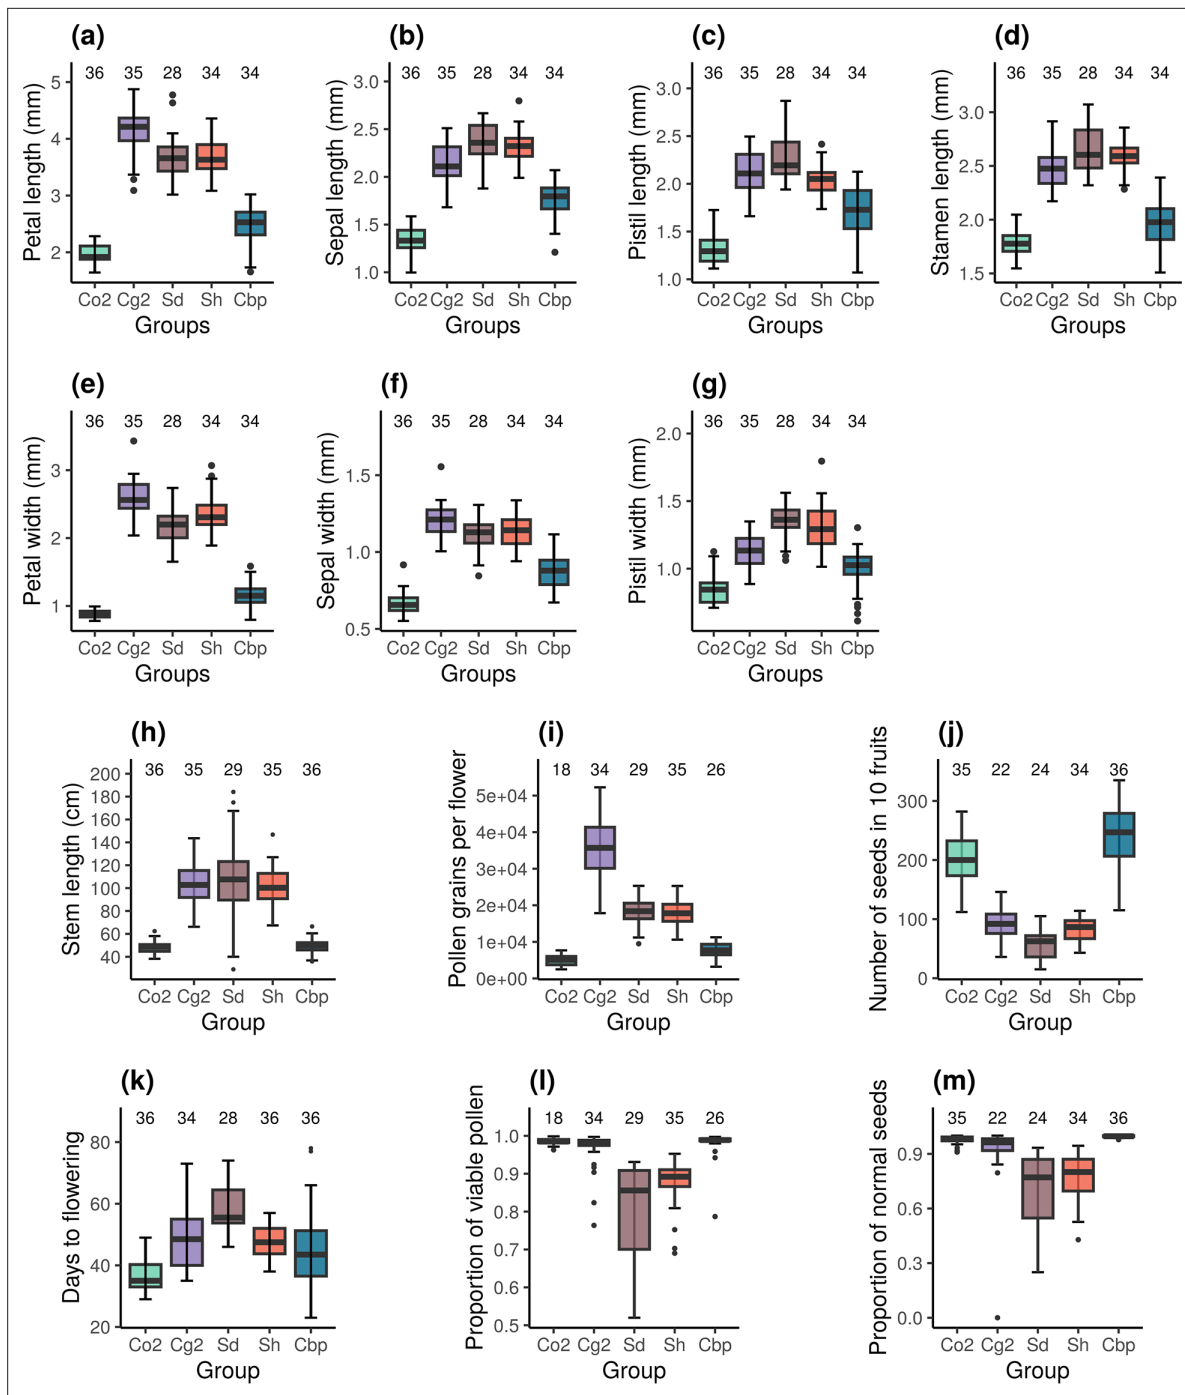 (a) (b) (c) (d)
36 35 28 34 34 36 35 28 34 34 36 35 28 34 34 36 35 28 34 34
Petal length (mm)
5
4
3
2
Co2 Cg2 Sd Sh Cbp
Groups
Sepal length (mm)
3.0
2.5
2.0
1.5
1.0
Co2 Cg2 Sd Sh Cbp
Groups
Pistil length (mm)
3.0
2.5
2.0
1.5
1.0
Co2 Cg2 Sd Sh Cbp
Groups
Stamen length (mm)
3.0
2.5
2.0
1.5
Co2 Cg2 Sd Sh Cbp
Groups
(e) (f) (g)
36 35 28 34 34 36 35 28 34 34 36 35 28 34 34
Petal width (mm)
3
2
1
Co2 Cg2 Sd Sh Cbp
Groups
Sepal width (mm)
1.5
1.0
0.5
Co2 Cg2 Sd Sh Cbp
Groups
Pistil width (mm)
2.0
1.5
1.0
Co2 Cg2 Sd Sh Cbp
Groups
(h) (i) (j)
36 35 29 35 36 18 34 29 35 26 35 22 24 34 36
Stem length (cm)
200
180
160
140
120
100
80
60
40
Co2 Cg2 Sd Sh Cbp
Group
Pollen grains per flower
5e+04
4e+04
3e+04
2e+04
1e+04
0e+00
Co2 Cg2 Sd Sh Cbp
Group
Number of seeds in 10 fruits
300
200
100
0
Co2 Cg2 Sd Sh Cbp
Group
(k) (l) (m)
36 34 28 36 36 18 34 29 35 26 35 22 24 34 36
Days to flowering
80
60
40
20
Co2 Cg2 Sd Sh Cbp
Group
Proportion of viable pollen
1.0
0.9
0.8
0.7
0.6
0.5
Co2 Cg2 Sd Sh Cbp
Group
Proportion of normal seeds
0.9
0.6
0.3
0.0
Co2 Cg2 Sd Sh Cbp
Group